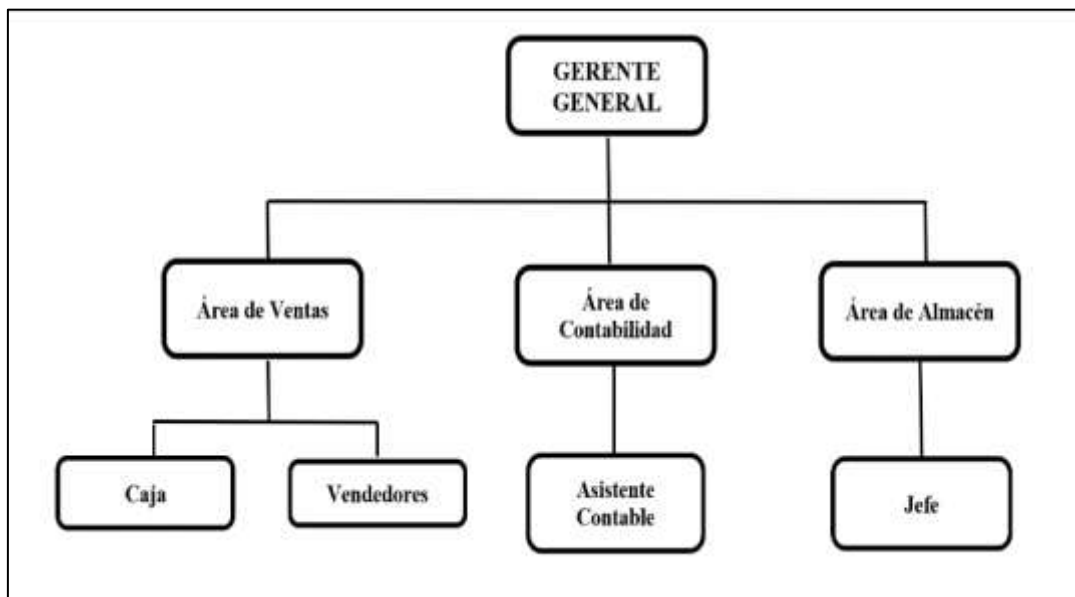 GERENTE
GENERAL
Área de Ventas
Área de
Contabilidad
Área de Almacén
Caja
Vendedores
Asistente
Contable
Jefe